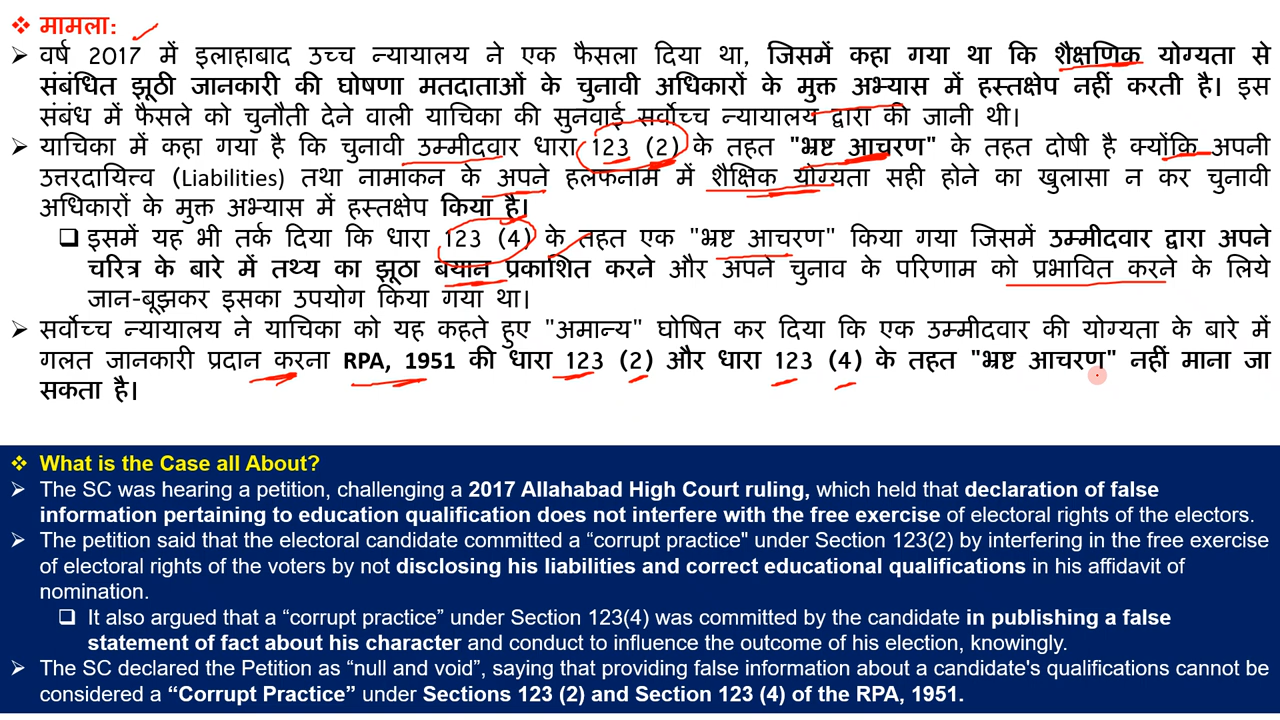 ❖ मामला:
➢ वर्ष 2017 में इलाहाबाद उच्च न्यायालय ने एक फैसला दिया था, जिसमें कहा गया था कि शैक्षणिक योग्यता से
संबंधित झूठी जानकारी की घोषणा मतदाताओं के चुनावी अधिकारों के मुक्त अभ्यास में हस्तक्षेप नहीं करती है। इस
संबंध में फैसले को चुनौती देने वाली याचिका की सुनवाई सर्वोच्च न्यायालय द्वारा की जानी थी।
➢ याचिका में कहा गया है कि चुनावी उम्मीदवार धारा 123 (2) के तहत "भ्रष्ट आचरण" के तहत दोषी है क्योंकि अपनी
उत्तरदायित्त्व (Liabilities) तथा नामांकन के अपने हलफनामे में शैक्षिक योग्यता सही होने का खुलासा न कर चुनावी
अधिकारों के मुक्त अभ्यास में हस्तक्षेप किया है।
❑ इसमें यह भी तर्क दिया कि धारा 123 (4) के तहत एक "भ्रष्ट आचरण" किया गया जिसमें उम्मीदवार द्वारा अपने
चरित्र के बारे में तथ्य का झूठा बयान प्रकाशित करने और अपने चुनाव के परिणाम को प्रभावित करने के लिये
जान-बूझकर इसका उपयोग किया गया था।
➢ सर्वोच्च न्यायालय ने याचिका को यह कहते हुए "अमान्य" घोषित कर दिया कि एक उम्मीदवार की योग्यता के बारे में
गलत जानकारी प्रदान करना RPA, 1951 की धारा 123 (2) और धारा 123 (4) के तहत "भ्रष्ट आचरण" नहीं माना जा
सकता है।
❖ What is the Case all About?
➢ The SC was hearing a petition, challenging a 2017 Allahabad High Court ruling, which held that declaration of false
information pertaining to education qualification does not interfere with the free exercise of electoral rights of the electors.
➢ The petition said that the electoral candidate committed a “corrupt practice" under Section 123(2) by interfering in the free exercise
of electoral rights of the voters by not disclosing his liabilities and correct educational qualifications in his affidavit of
nomination.
❑ It also argued that a “corrupt practice” under Section 123(4) was committed by the candidate in publishing a false
statement of fact about his character and conduct to influence the outcome of his election, knowingly.
➢ The SC declared the Petition as “null and void”, saying that providing false information about a candidate's qualifications cannot be
considered a “Corrupt Practice” under Sections 123 (2) and Section 123 (4) of the RPA, 1951.